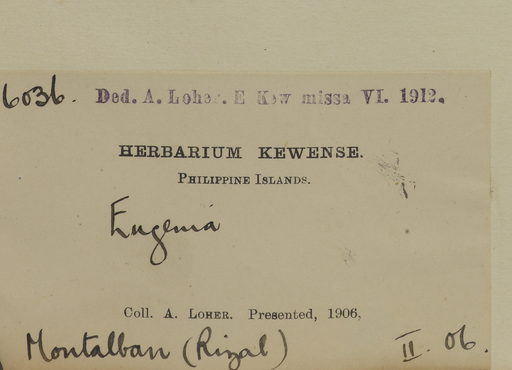 6036. Ded. A. Loher. E Kew missa VI. 1912.
HERBARIUM KEWENSE.
PHILIPPINE ISLANDS.
Eugenia
Coll. A. LOHER. Presented, 1906,
Montalban (Rizal) II. 06.